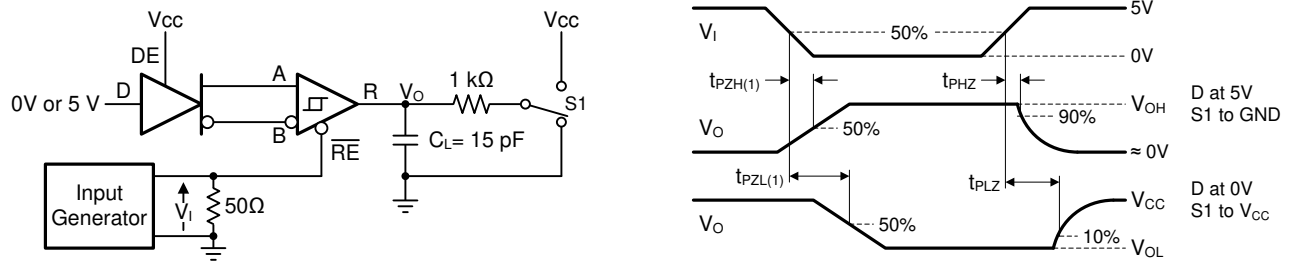 Vcc
DE
D
0V or 5 V
A
B
R
RE
VO
1 kΩ
CL= 15 pF
Vcc
S1
Input
Generator
VI
50Ω
VI
50%
5V
0V
tPZH(1)
tPHZ
VO
50%
90%
VOH
≈ 0V
D at 5V
S1 to GND
tPZL(1)
tPLZ
VO
50%
10%
VCC
VOL
D at 0V
S1 to VCC